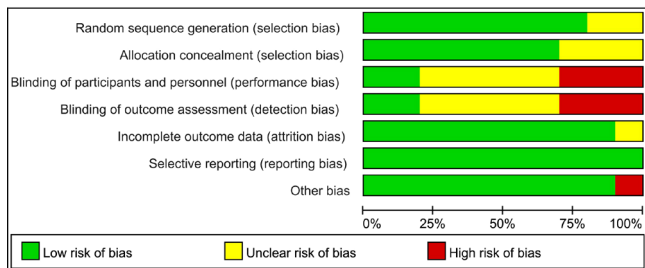 Random sequence generation (selection bias)
Allocation concealment (selection bias)
Blinding of participants and personnel (performance bias)
Blinding of outcome assessment (detection bias)
Incomplete outcome data (attrition bias)
Selective reporting (reporting bias)
Other bias
0% 25% 50% 75% 100%
Low risk of bias Unclear risk of bias High risk of bias